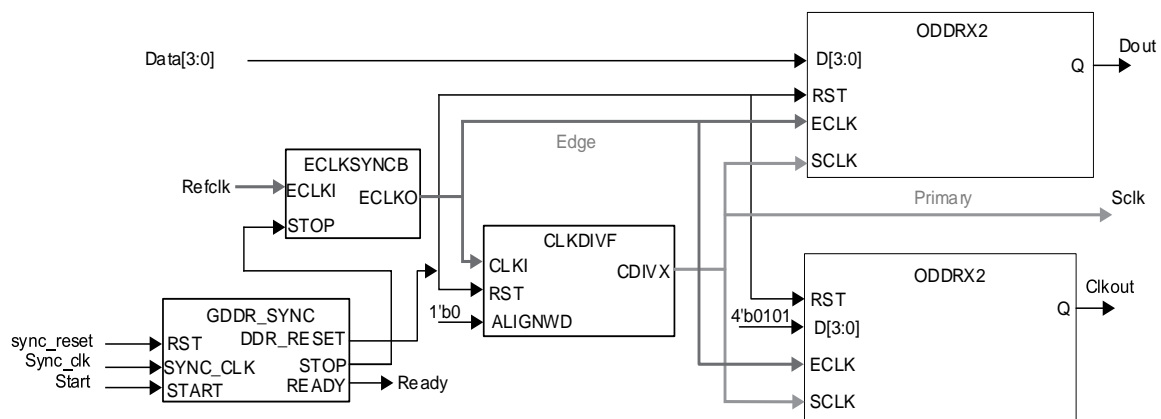 ODDRX2
Data[3:0]
D[3:0]
Q
Dout
RST
ECLK
SCLK
Edge
ECLKSYNCB
Refclk
ECLKI
ECLKO
STOP
Primary
Sclk
CLKDIVF
CLKI
CDIVX
RST
1'b0
ALIGNWD
ODDRX2
RST
Q
Clkout
4'b0101
D[3:0]
ECLK
SCLK
GDDR_SYNC
sync_reset
RST
DDR_RESET
Sync_clk
SYNC_CLK
STOP
Start
START
READY
Ready